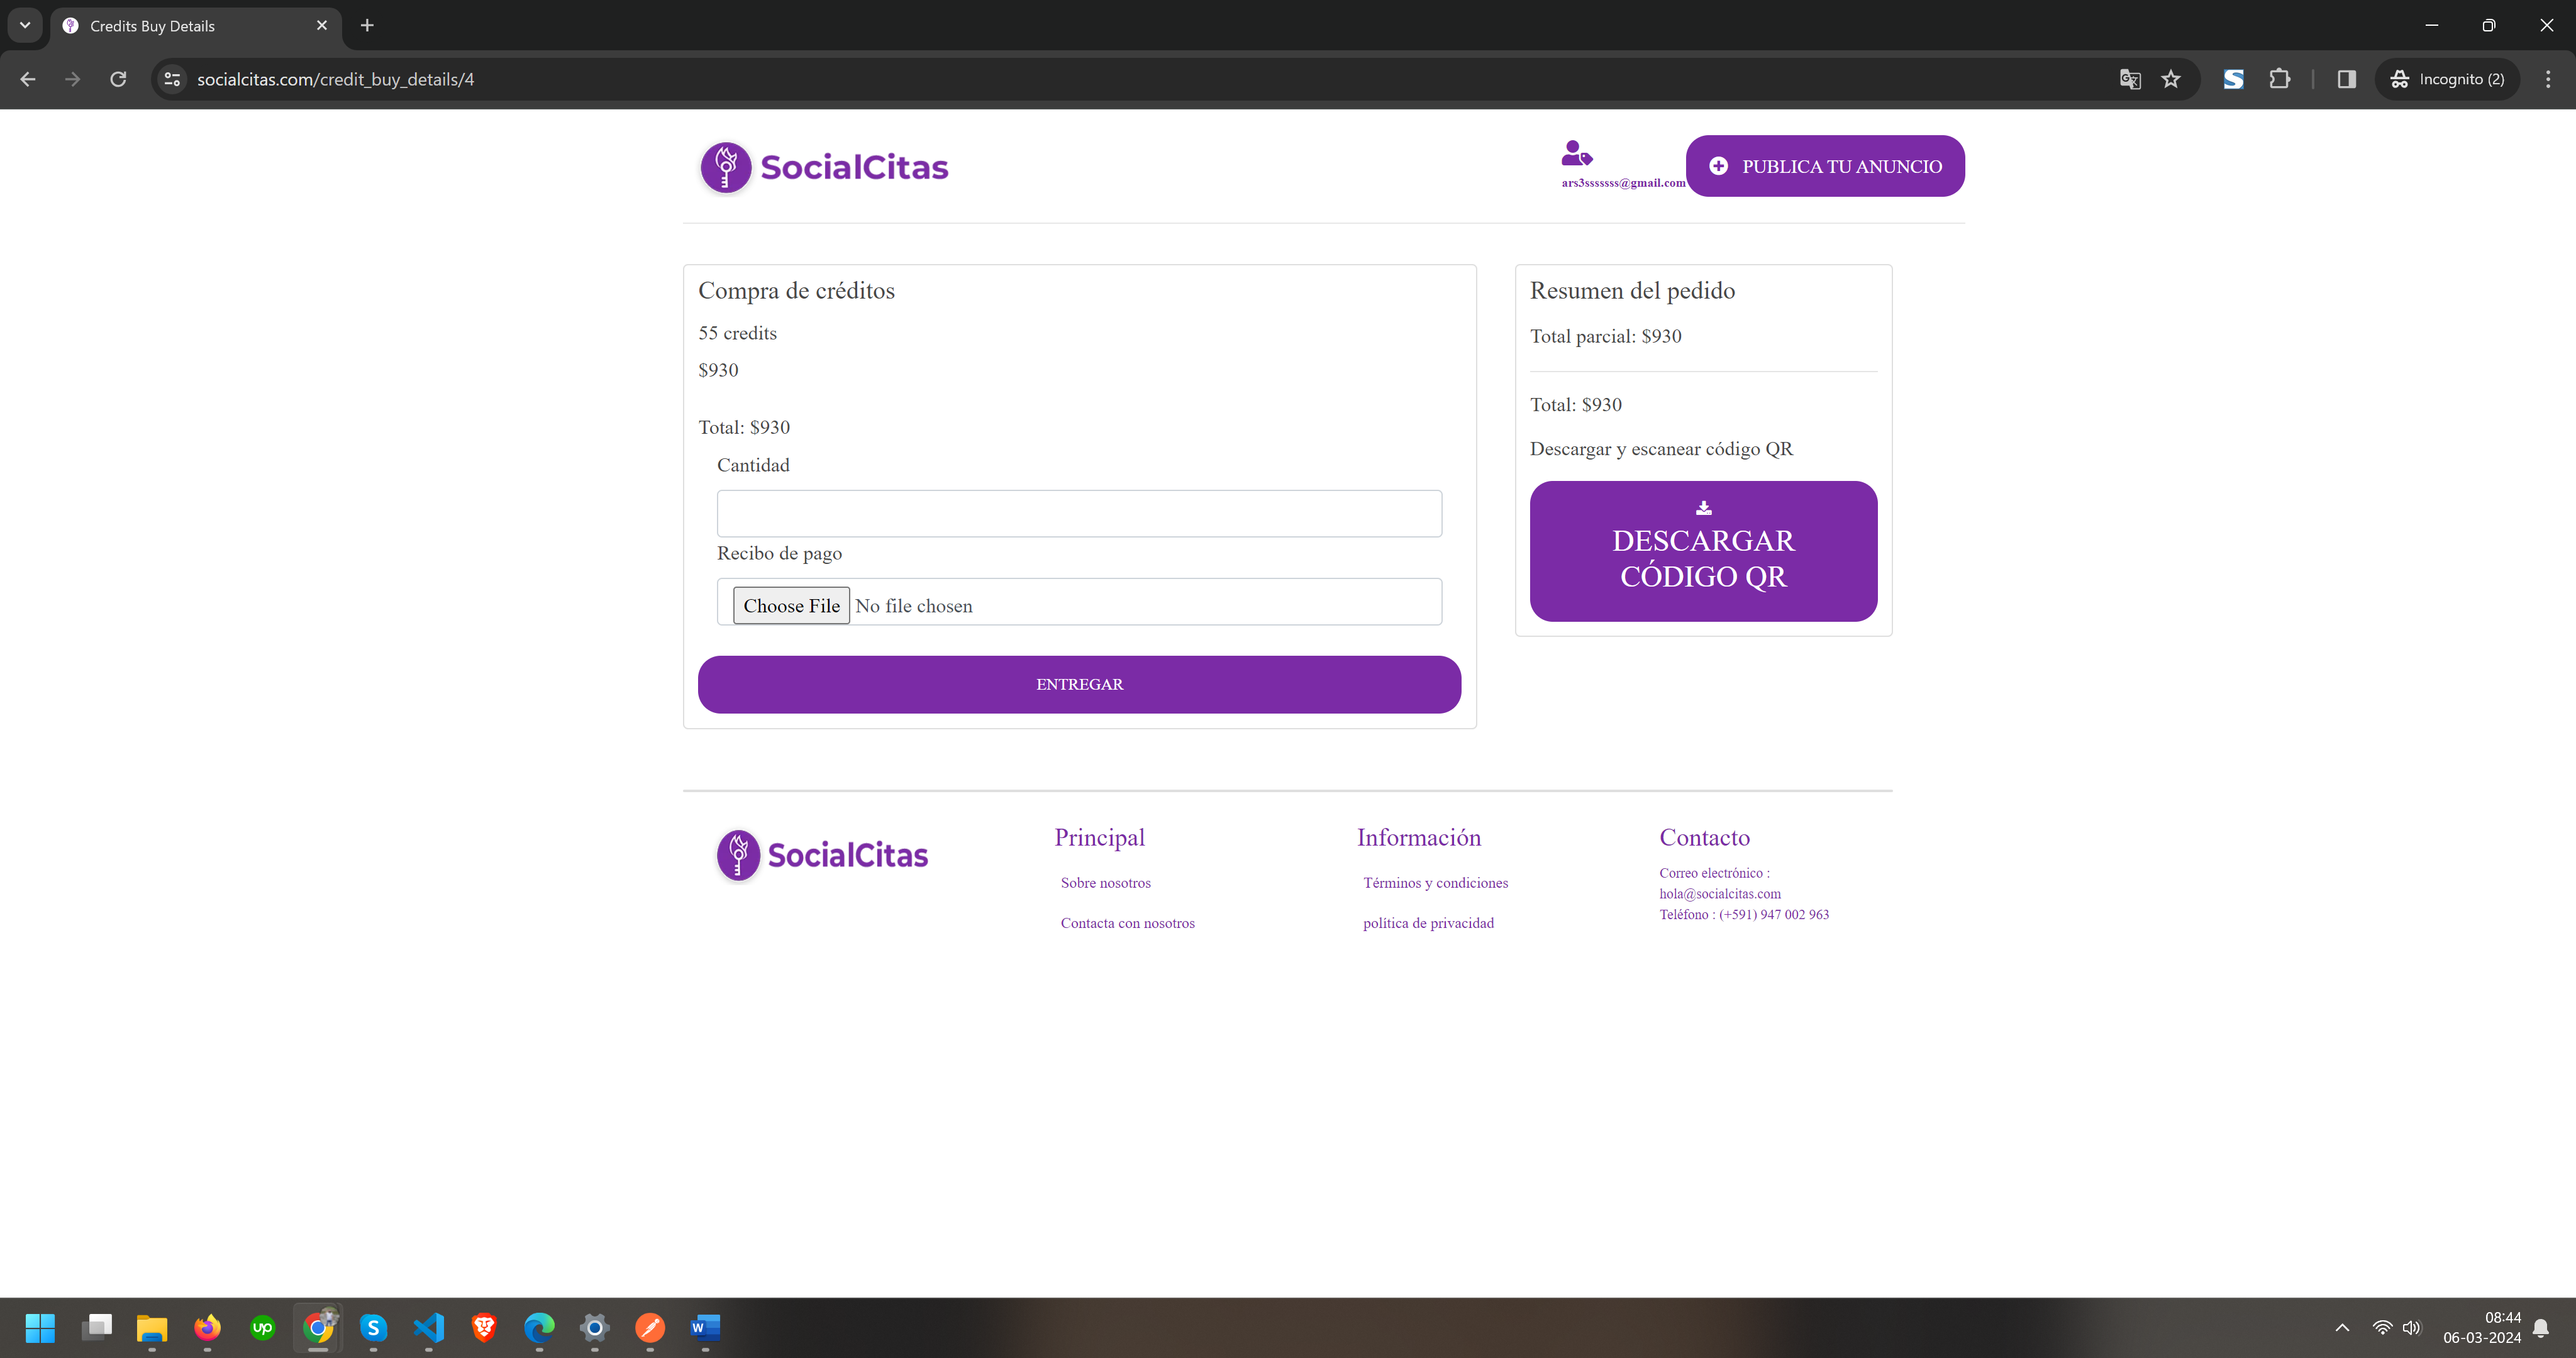 Credits Buy Details
socialcitas.com/credit_buy_details/4
Incognito (2)
SocialCitas
ars3sssssss@gmail.com
PUBLICA TU ANUNCIO
Compra de créditos
55 credits
$930
Total: $930
Cantidad
Recibo de pago
Choose File No file chosen
ENTREGAR
Resumen del pedido
Total parcial: $930
Total: $930
Descargar y escanear código QR
DESCARGAR
CÓDIGO QR
SocialCitas
Principal
Sobre nosotros
Contacta con nosotros
Información
Términos y condiciones
política de privacidad
Contacto
Correo electrónico :
hola@socialcitas.com
Teléfono : (+591) 947 002 963
08:44
06-03-2024